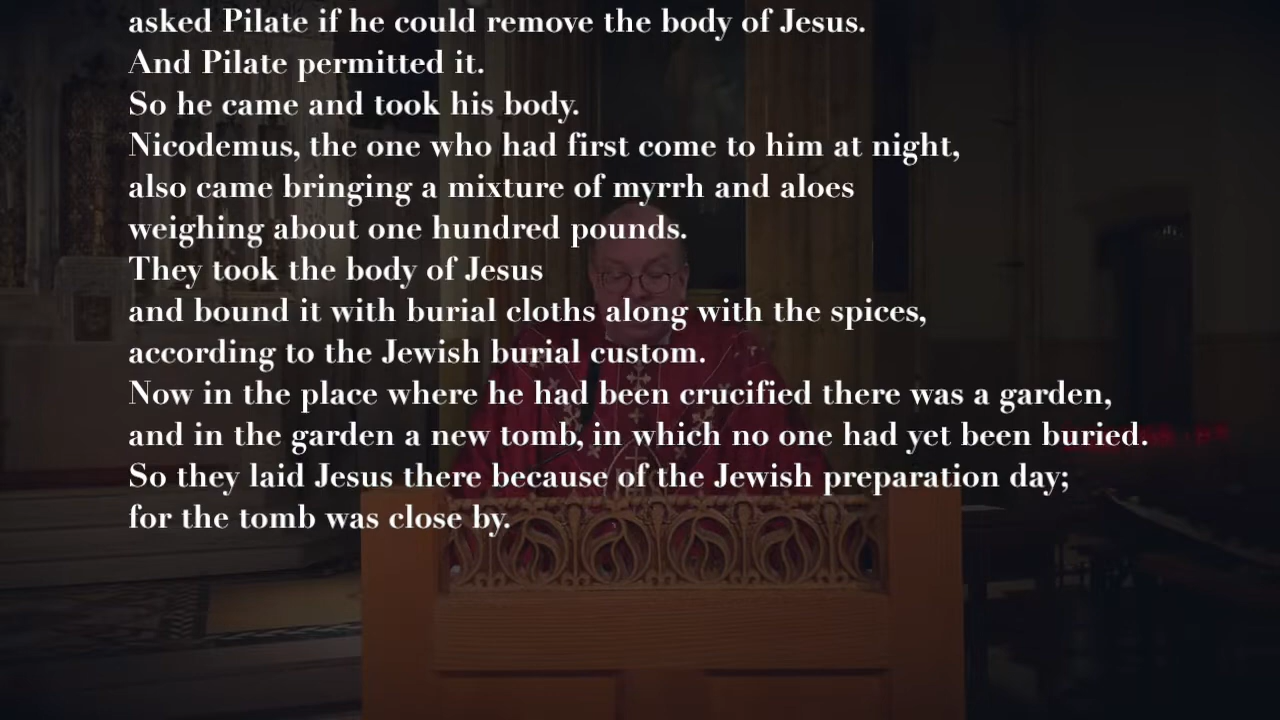 asked Pilate if he could remove the body of Jesus.
And Pilate permitted it.
So he came and took his body.
Nicodemus, the one who had first come to him at night,
also came bringing a mixture of myrrh and aloes
weighing about one hundred pounds.
They took the body of Jesus
and bound it with burial cloths along with the spices,
according to the Jewish burial custom.
Now in the place where he had been crucified there was a garden,
and in the garden a new tomb, in which no one had yet been buried.
So they laid Jesus there because of the Jewish preparation day;
for the tomb was close by.